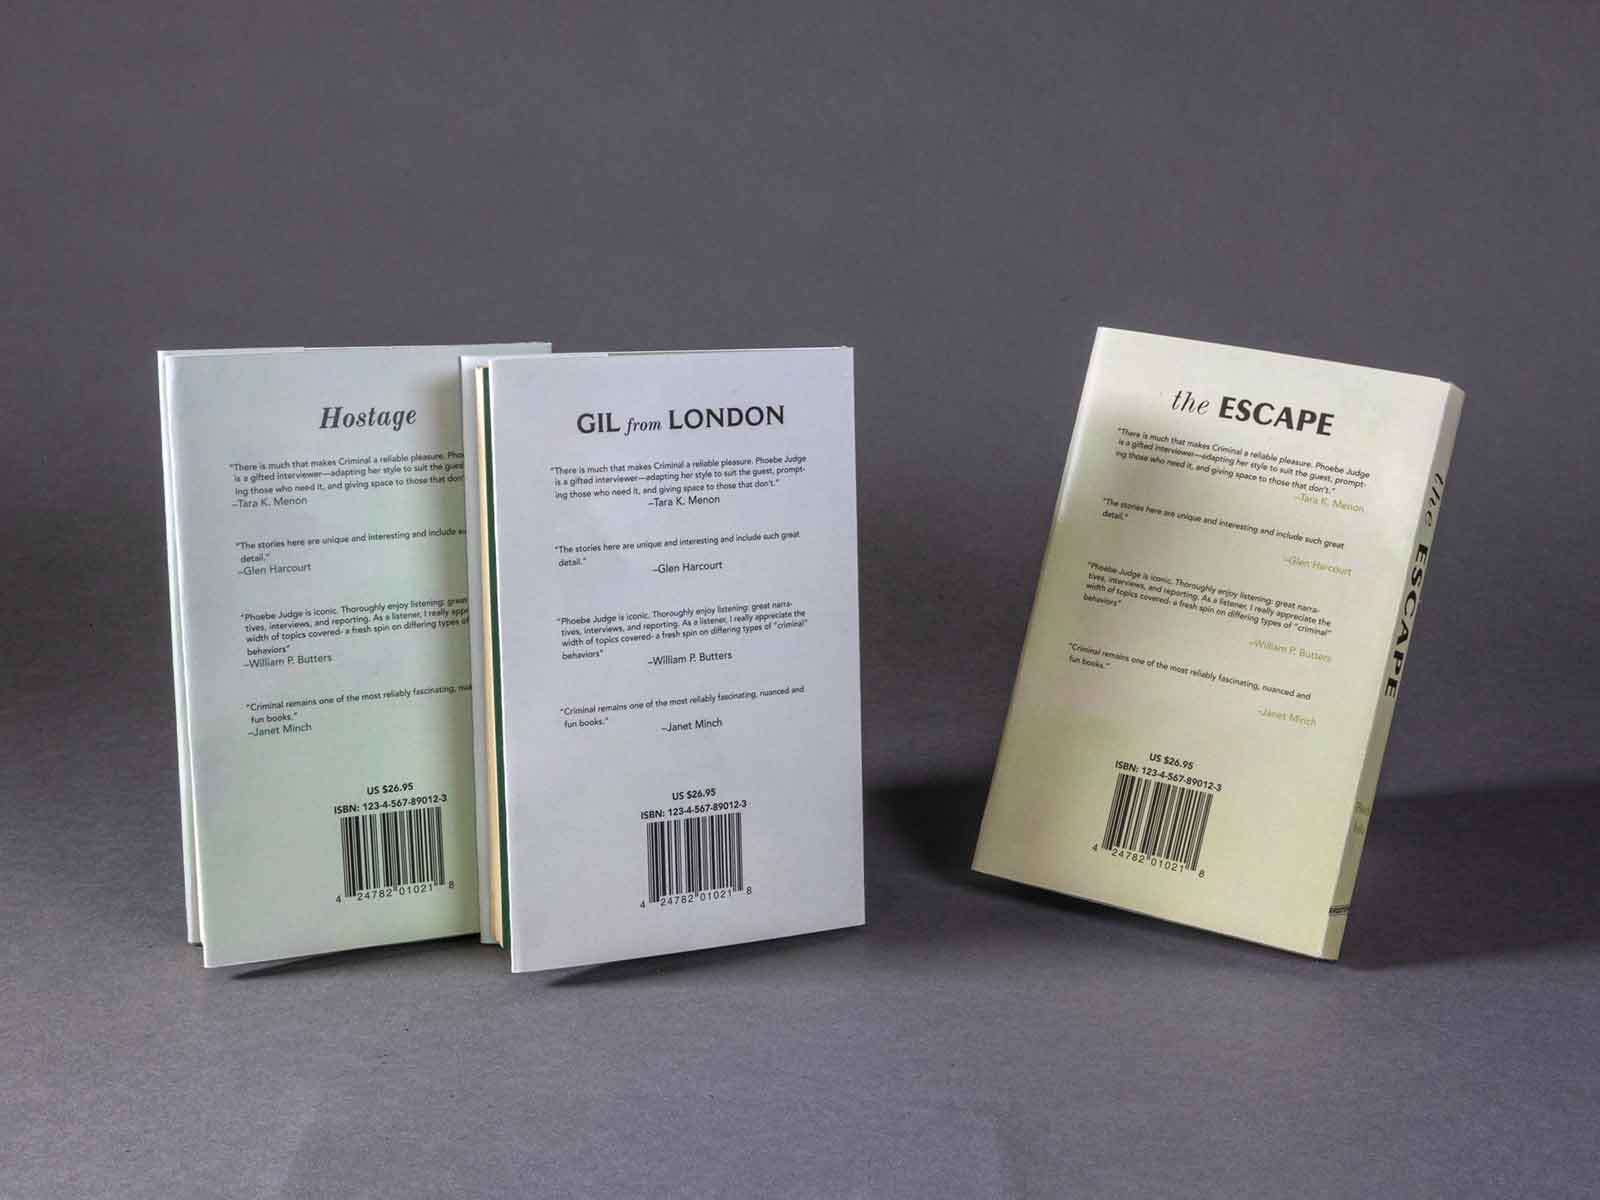 Hostage
“There is much that makes Criminal a reliable pleasure. Phoe
is a gifted interviewer—adapting her style to suit the gues
ing those who need it, and giving space to those that don’
–Tara K. Menon
“The stories here are unique and interesting and include su
detail.”
–Glen Harcourt
“Phoebe Judge is iconic. Thoroughly enjoy listening: great
tives, interviews, and reporting. As a listener, I really app
width of topics covered- a fresh spin on differing types of
behaviors”
–William P. Butters
“Criminal remains one of the most reliably fascinating, nua
fun books.”
–Janet Minch
US $26.95
ISBN: 123-4-567-89012-3
4 24782 01021 8
GIL from LONDON
“There is much that makes Criminal a reliable pleasure. Phoebe Judge
is a gifted interviewer—adapting her style to suit the guest, prompt-
ing those who need it, and giving space to those that don’t.”
–Tara K. Menon
“The stories here are unique and interesting and include such great
detail.”
–Glen Harcourt
“Phoebe Judge is iconic. Thoroughly enjoy listening: great narra-
tives, interviews, and reporting. As a listener, I really appreciate the
width of topics covered- a fresh spin on differing types of “criminal”
behaviors”
–William P. Butters
“Criminal remains one of the most reliably fascinating, nuanced and
fun books.”
–Janet Minch
US $26.95
ISBN: 123-4-567-89012-3
4 24782 01021 8
the ESCAPE
“There is much that makes Criminal a reliable pleasure. Phoebe Judge
is a gifted interviewer—adapting her style to suit the guest, prompt-
ing those who need it, and giving space to those that don’t.”
–Tara K. Menon
“The stories here are unique and interesting and include such great
detail.”
–Glen Harcourt
“Phoebe Judge is iconic. Thoroughly enjoy listening: great narra-
tives, interviews, and reporting. As a listener, I really appreciate the
width of topics covered- a fresh spin on differing types of “criminal”
behaviors”
–William P. Butters
“Criminal remains one of the most reliably fascinating, nuanced and
fun books.”
–Janet Minch
US $26.95
ISBN: 123-4-567-89012-3
4 24782 01021 8
the ESCAPE